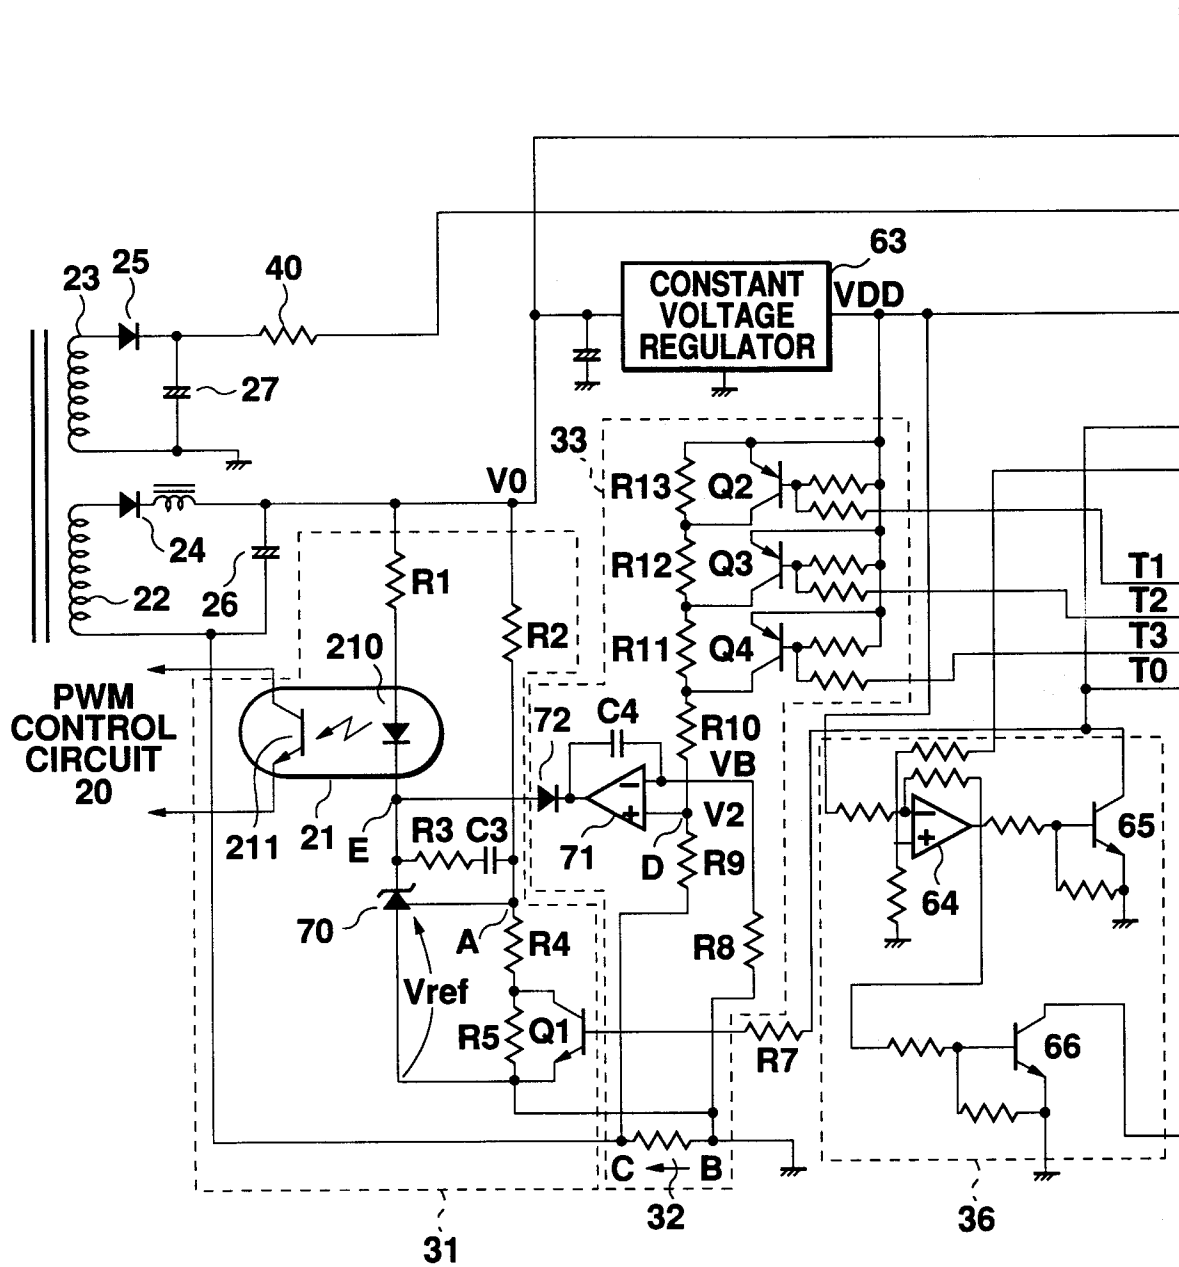 63
25
23
40
CONSTANT
VOLTAGE
REGULATOR
VDD
27
33
V0
R13
Q2
24
R12
Q3
T1
22
26
R1
T2
R2
R11
Q4
T3
210
T0
PWM
CONTROL
CIRCUIT
20
72
C4
R10
VB
−
+
V2
211
21
E
R3
C3
71
D
R9
−
+
65
64
70
A
R4
R8
Vref
R5
Q1
R7
66
C
B
32
36
31